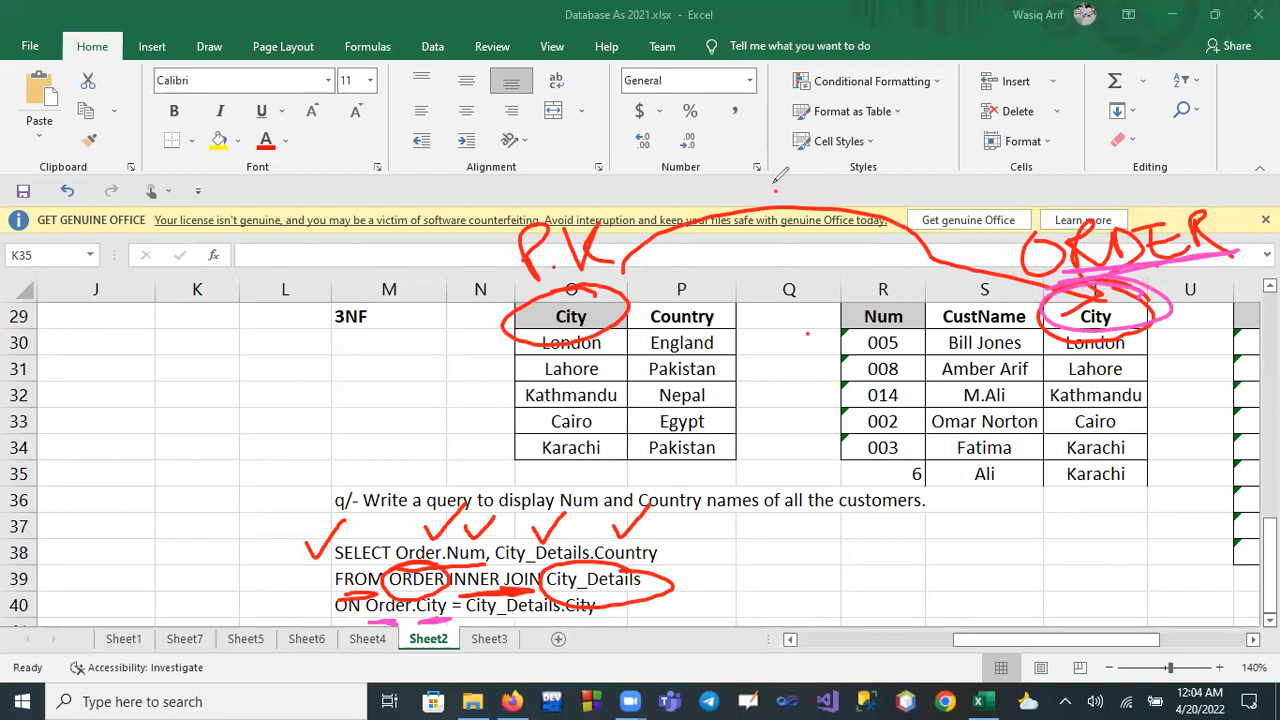 Database As 2021.xlsx - Excel
Wasiq Arif
File Home Insert Draw Page Layout Formulas Data Review View Help Team Tell me what you want to do Share
Calibri 11 General
Paste
B I U A A A
ab
$ % ,
Conditional Formatting
Format as Table
Cell Styles
Insert
Delete
Format
Clipboard Font Alignment Number Styles Cells Editing
GET GENUINE OFFICE Your license isn't genuine, and you may be a victim of software counterfeiting. Avoid interruption and keep your files safe with genuine Office today. Get genuine Office Learn more
P.K ORDER
K35 fx
J K L M N O P Q R S T U
29 3NF City Country Num CustName City
30 London England 005 Bill Jones London
31 Lahore Pakistan 008 Amber Arif Lahore
32 Kathmandu Nepal 014 M.Ali Kathmandu
33 Cairo Egypt 002 Omar Norton Cairo
34 Karachi Pakistan 003 Fatima Karachi
35 6 Ali Karachi
36 q/- Write a query to display Num and Country names of all the customers.
37
38 SELECT Order.Num, City_Details.Country
39 FROM ORDER INNER JOIN City_Details
40 ON Order.City = City_Details.City
Sheet1 Sheet7 Sheet5 Sheet6 Sheet4 Sheet2 Sheet3
Ready Accessibility: Investigate 140%
Type here to search
DEV
12:04 AM
4/20/2022